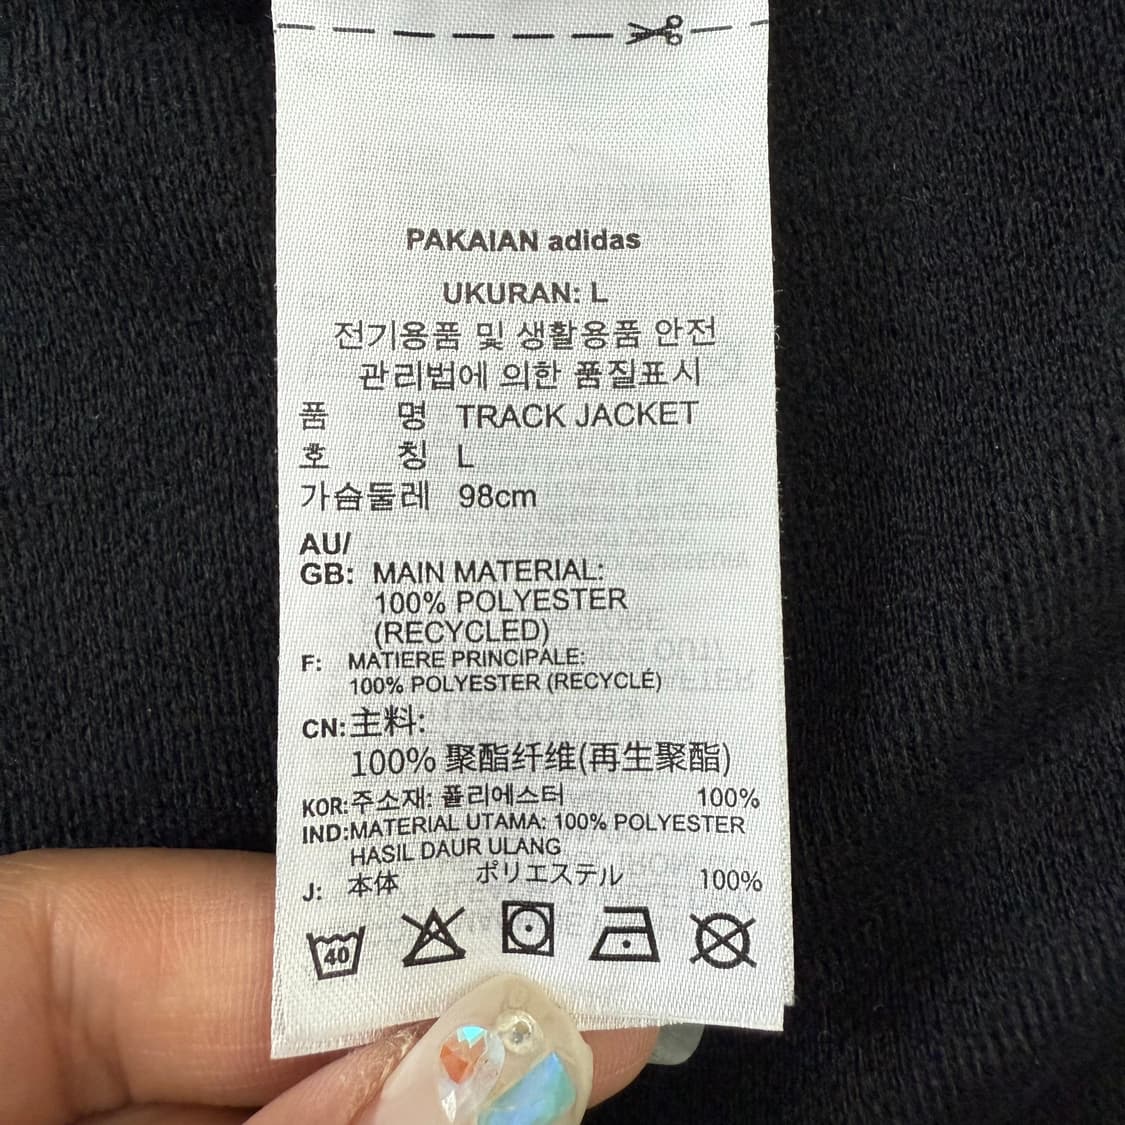 PAKAIAN adidas
UKURAN: L
전기용품 및 생활용품 안전
관리법에 의한 품질표시
품 명 TRACK JACKET
호 칭 L
가슴둘레 98cm
AU/
GB: MAIN MATERIAL:
100% POLYESTER
(RECYCLED)
F: MATIERE PRINCIPALE:
100% POLYESTER (RECYCLÉ)
CN: 主料:
100% 聚酯纤维(再生聚酯)
KOR: 주소재: 폴리에스터 100%
IND: MATERIAL UTAMA: 100% POLYESTER
HASIL DAUR ULANG
J: 本体 ポリエステル 100%
40